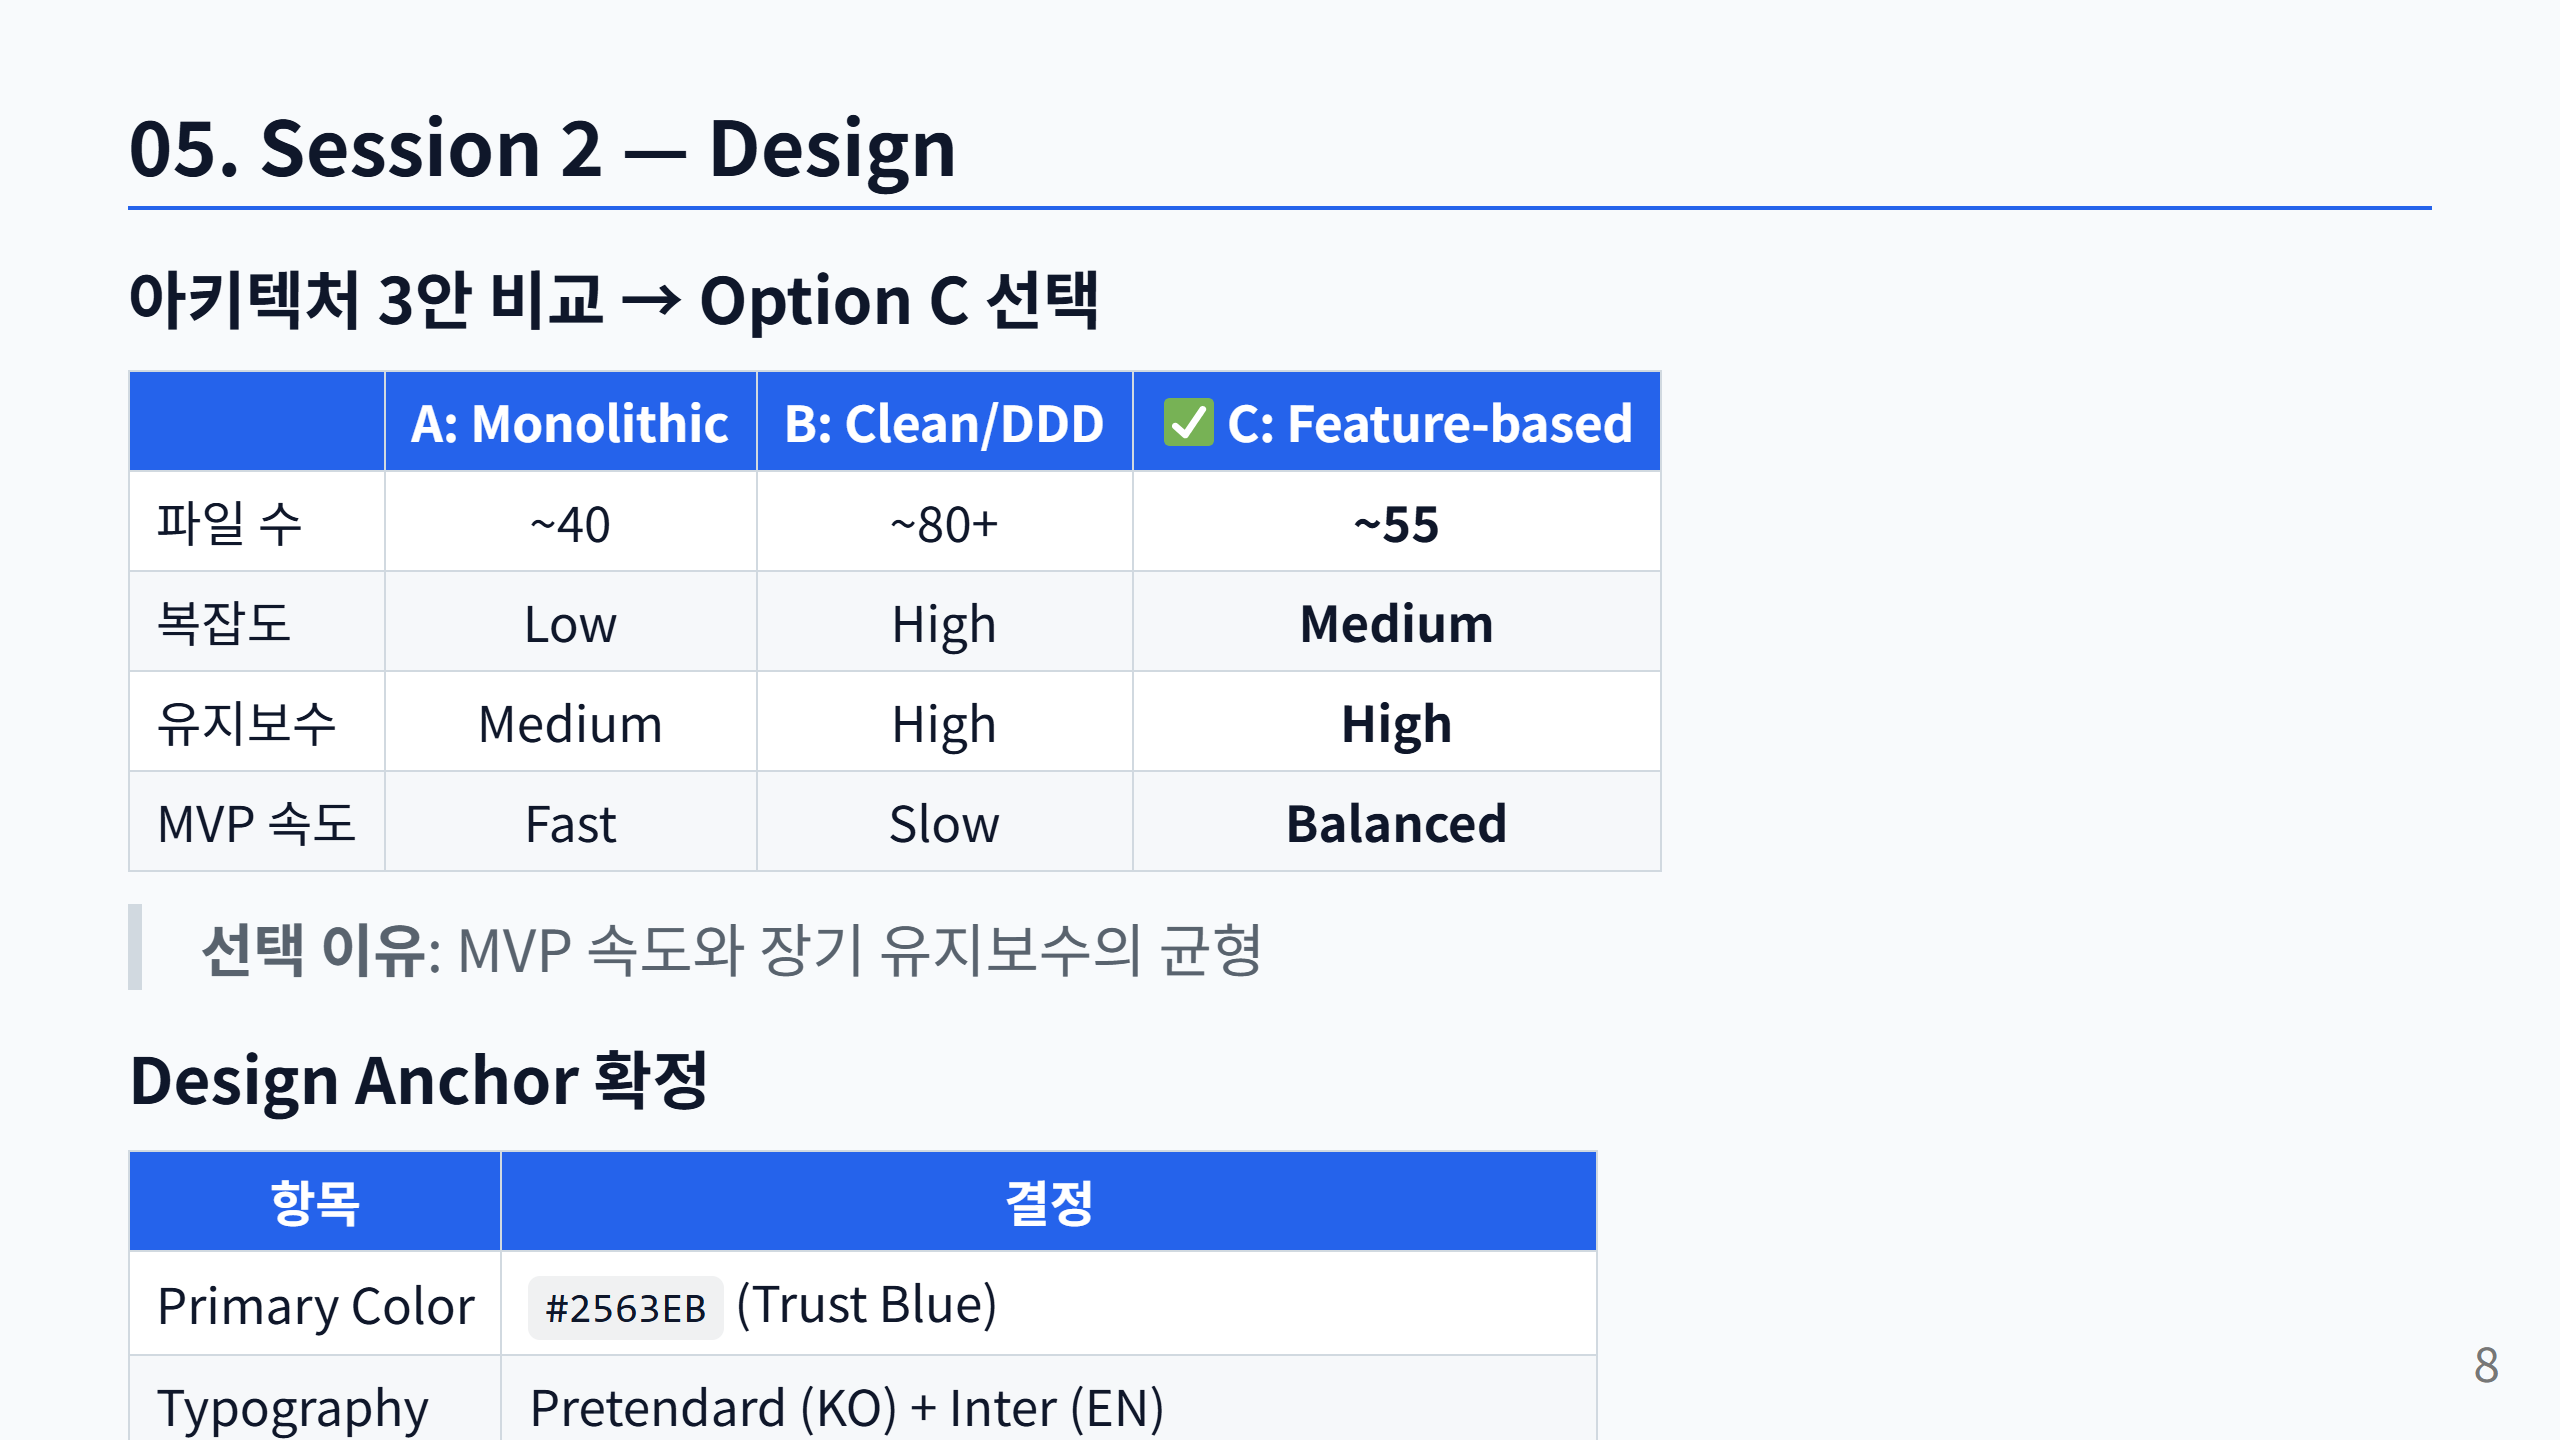 05. Session 2 — Design
아키텍처 3안 비교 → Option C 선택
A: Monolithic B: Clean/DDD ✅ C: Feature-based
파일 수 ~40 ~80+ ~55
복잡도 Low High Medium
유지보수 Medium High High
MVP 속도 Fast Slow Balanced
선택 이유: MVP 속도와 장기 유지보수의 균형
Design Anchor 확정
항목 결정
Primary Color #2563EB (Trust Blue)
Typography Pretendard (KO) + Inter (EN)
8